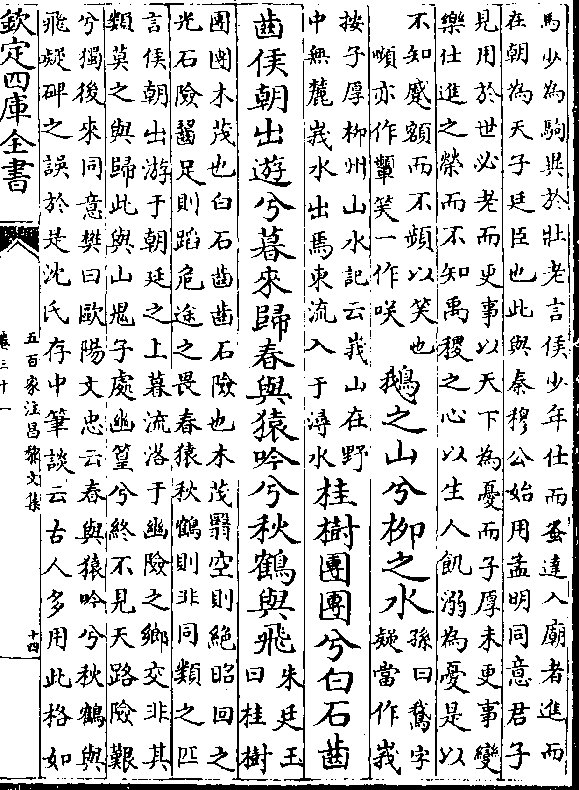 馬少為駒異於壯老言侯少年仕而蚤達入廟者進而
在朝為天子廷臣也此與秦穆公始用孟明同意君子
見用於世必老而更事以天下為憂而子厚未更事變
樂仕進之榮而不知禹稷之心以生人飢溺為憂是以
不知慼額而不頻以笑也
嚬亦作顰笑一作咲
鵝之山兮柳之水
孫曰鵞字
疑當作峩
按子厚柳州山水記云峩山在野
中無麓峩水出焉東流入于潯水
桂樹團團兮白石齒
齒侯朝出遊兮暮來歸春與猿吟兮秋鶴與飛
朱廷玉
曰桂樹
團團木茂也白石齒齒石險也木茂翳空則絕昭回之
光石險齧足則蹈危途之畏春猿秋鶴則非同類之匹
言侯朝出游于朝廷之上暮流落于幽險之鄉交非其
類莫之與歸此與山鬼子處幽篁兮終不見天路險艱
兮獨後來同意樊曰歐陽文忠云春與猿吟兮秋鶴與
飛疑碑之誤於是沈氏存中筆談云古人多用此格如
欽定四庫全書
五百家注昌黎文集
卷三十一
十四